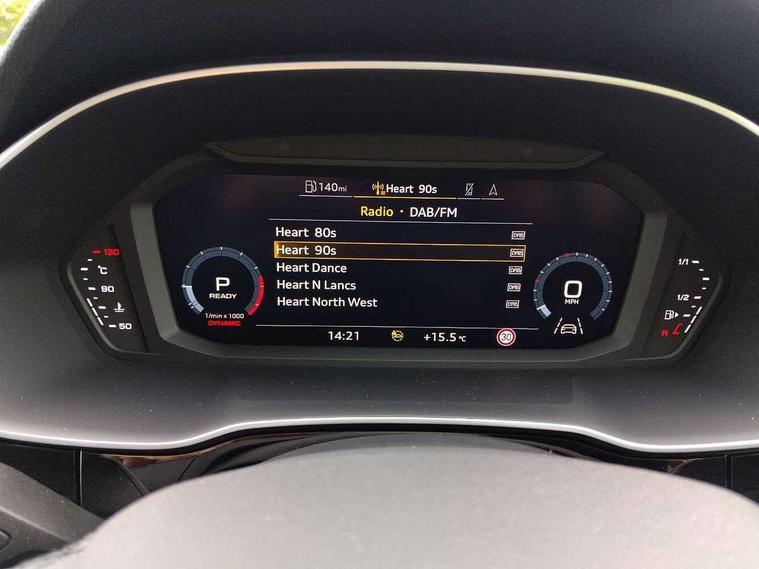 140mi Heart 90s
Radio • DAB/FM
Heart 80s DAB
Heart 90s DAB
Heart Dance DAB
Heart N Lancs DAB
Heart North West DAB
130
°C
90
50
P
READY
1/min x 1000
DYNAMIC
0
MPH
1/1
1/2
R
14:21 +15.5 °C 30